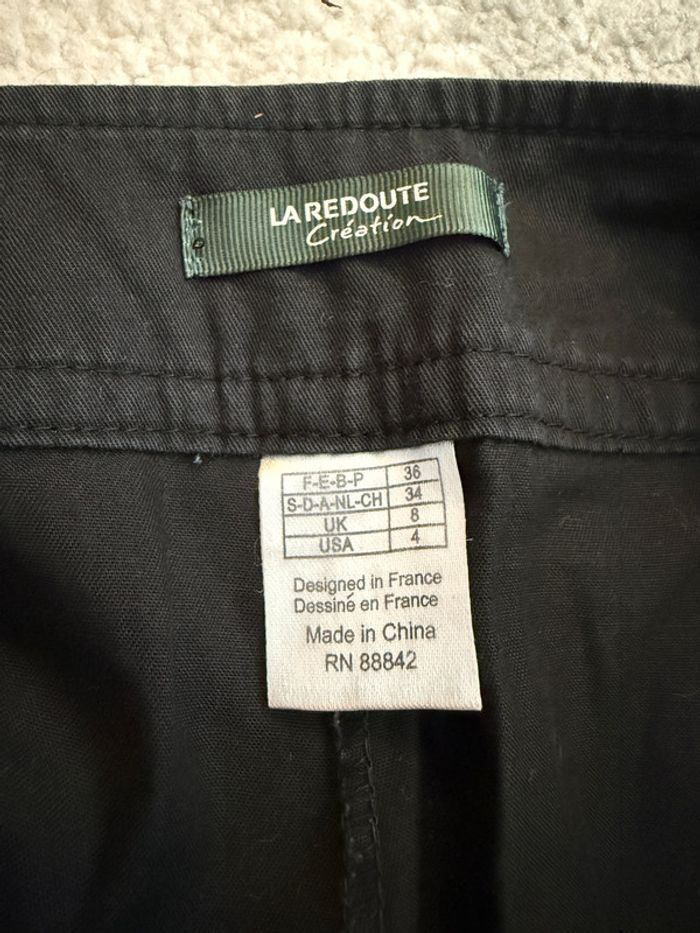 LA REDOUTE
Création
F-E-B-P 36
S-D-A-NL-CH 34
UK 8
USA 4
Designed in France
Dessiné en France
Made in China
RN 88842